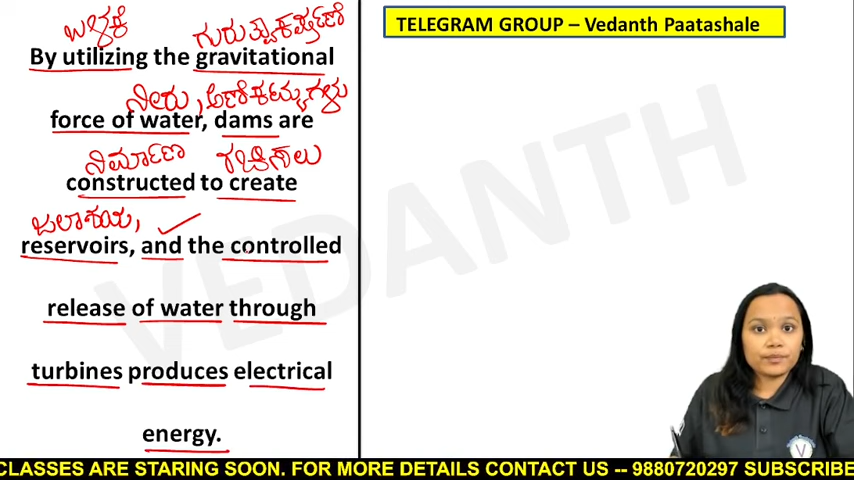 ಬಳಕೆ ಗುರುತ್ವಾಕರ್ಷಣೆ
By utilizing the gravitational
ನೀರು, ಅಣೆಕಟ್ಟುಗಳು
force of water, dams are
ನಿರ್ಮಾಣ ರಚಿಸಲು
constructed to create
ಜಲಾಶಯ,
reservoirs, and the controlled
release of water through
turbines produces electrical
energy.
TELEGRAM GROUP – Vedanth Paatashale
VEDANTH
CLASSES ARE STARING SOON. FOR MORE DETAILS CONTACT US -- 9880720297 SUBSCRIBE